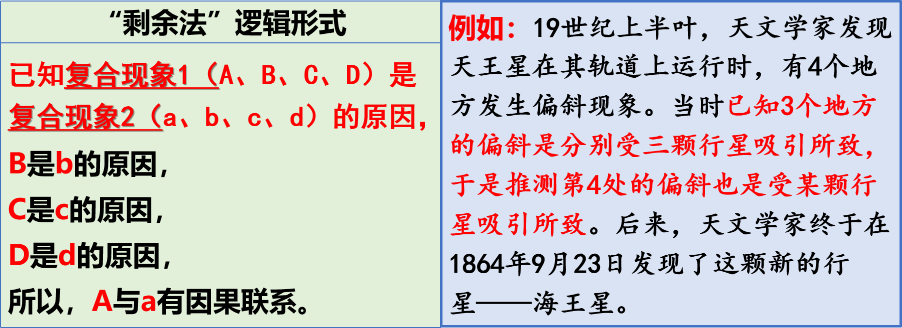 “剩余法”逻辑形式
已知复合现象1（A、B、C、D）是
复合现象2（a、b、c、d）的原因，
B是b的原因，
C是c的原因，
D是d的原因，
所以，A与a有因果联系。
例如：19世纪上半叶，天文学家发现
天王星在其轨道上运行时，有4个地
方发生偏斜现象。当时已知3个地方
的偏斜是分别受三颗行星吸引所致，
于是推测第4处的偏斜也是受某颗行
星吸引所致。后来，天文学家终于在
1864年9月23日发现了这颗新的行
星——海王星。